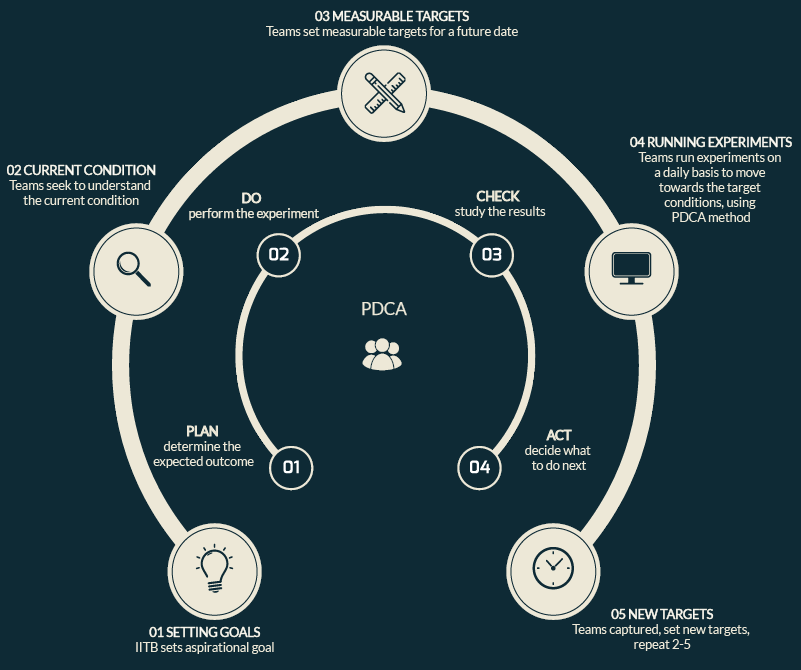 03 MEASURABLE TARGETS
Teams set measurable targets for a future date
02 CURRENT CONDITION
Teams seek to understand
the current condition
04 RUNNING EXPERIMENTS
Teams run experiments on
a daily basis to move
towards the target
conditions, using
PDCA method
DO
perform the experiment
CHECK
study the results
02
03
PDCA
PLAN
determine the
expected outcome
01
04
ACT
decide what
to do next
01 SETTING GOALS
IITB sets aspirational goal
05 NEW TARGETS
Teams captured, set new targets,
repeat 2-5